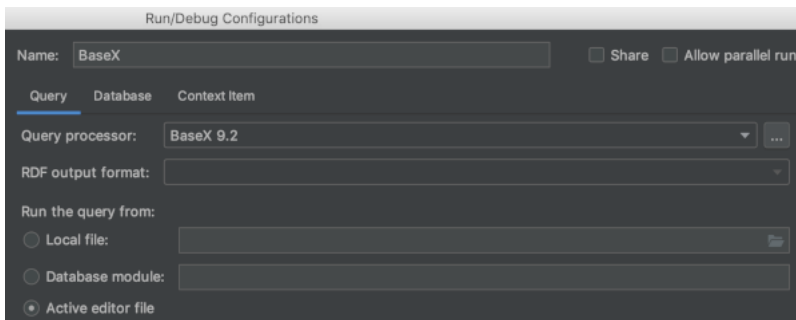 Run/Debug Configurations
Name: BaseX Share Allow parallel run
Query Database Context Item
Query processor: BaseX 9.2 ...
RDF output format:
Run the query from:
Local file:
Database module:
Active editor file